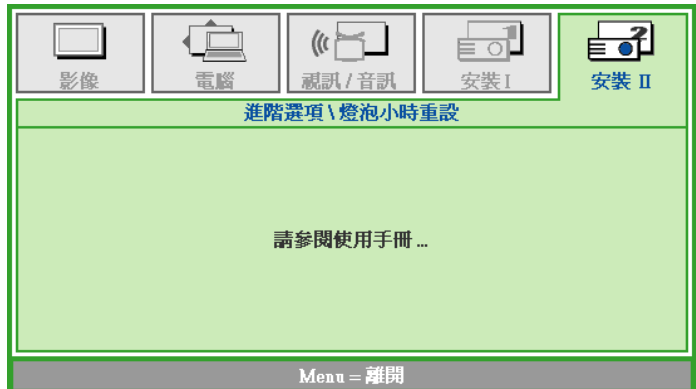 影像 電腦 視訊 / 音訊 安裝 I 安裝 II
進階選項 \ 燈泡小時重設
請參閱使用手冊 ...
Menu = 離開